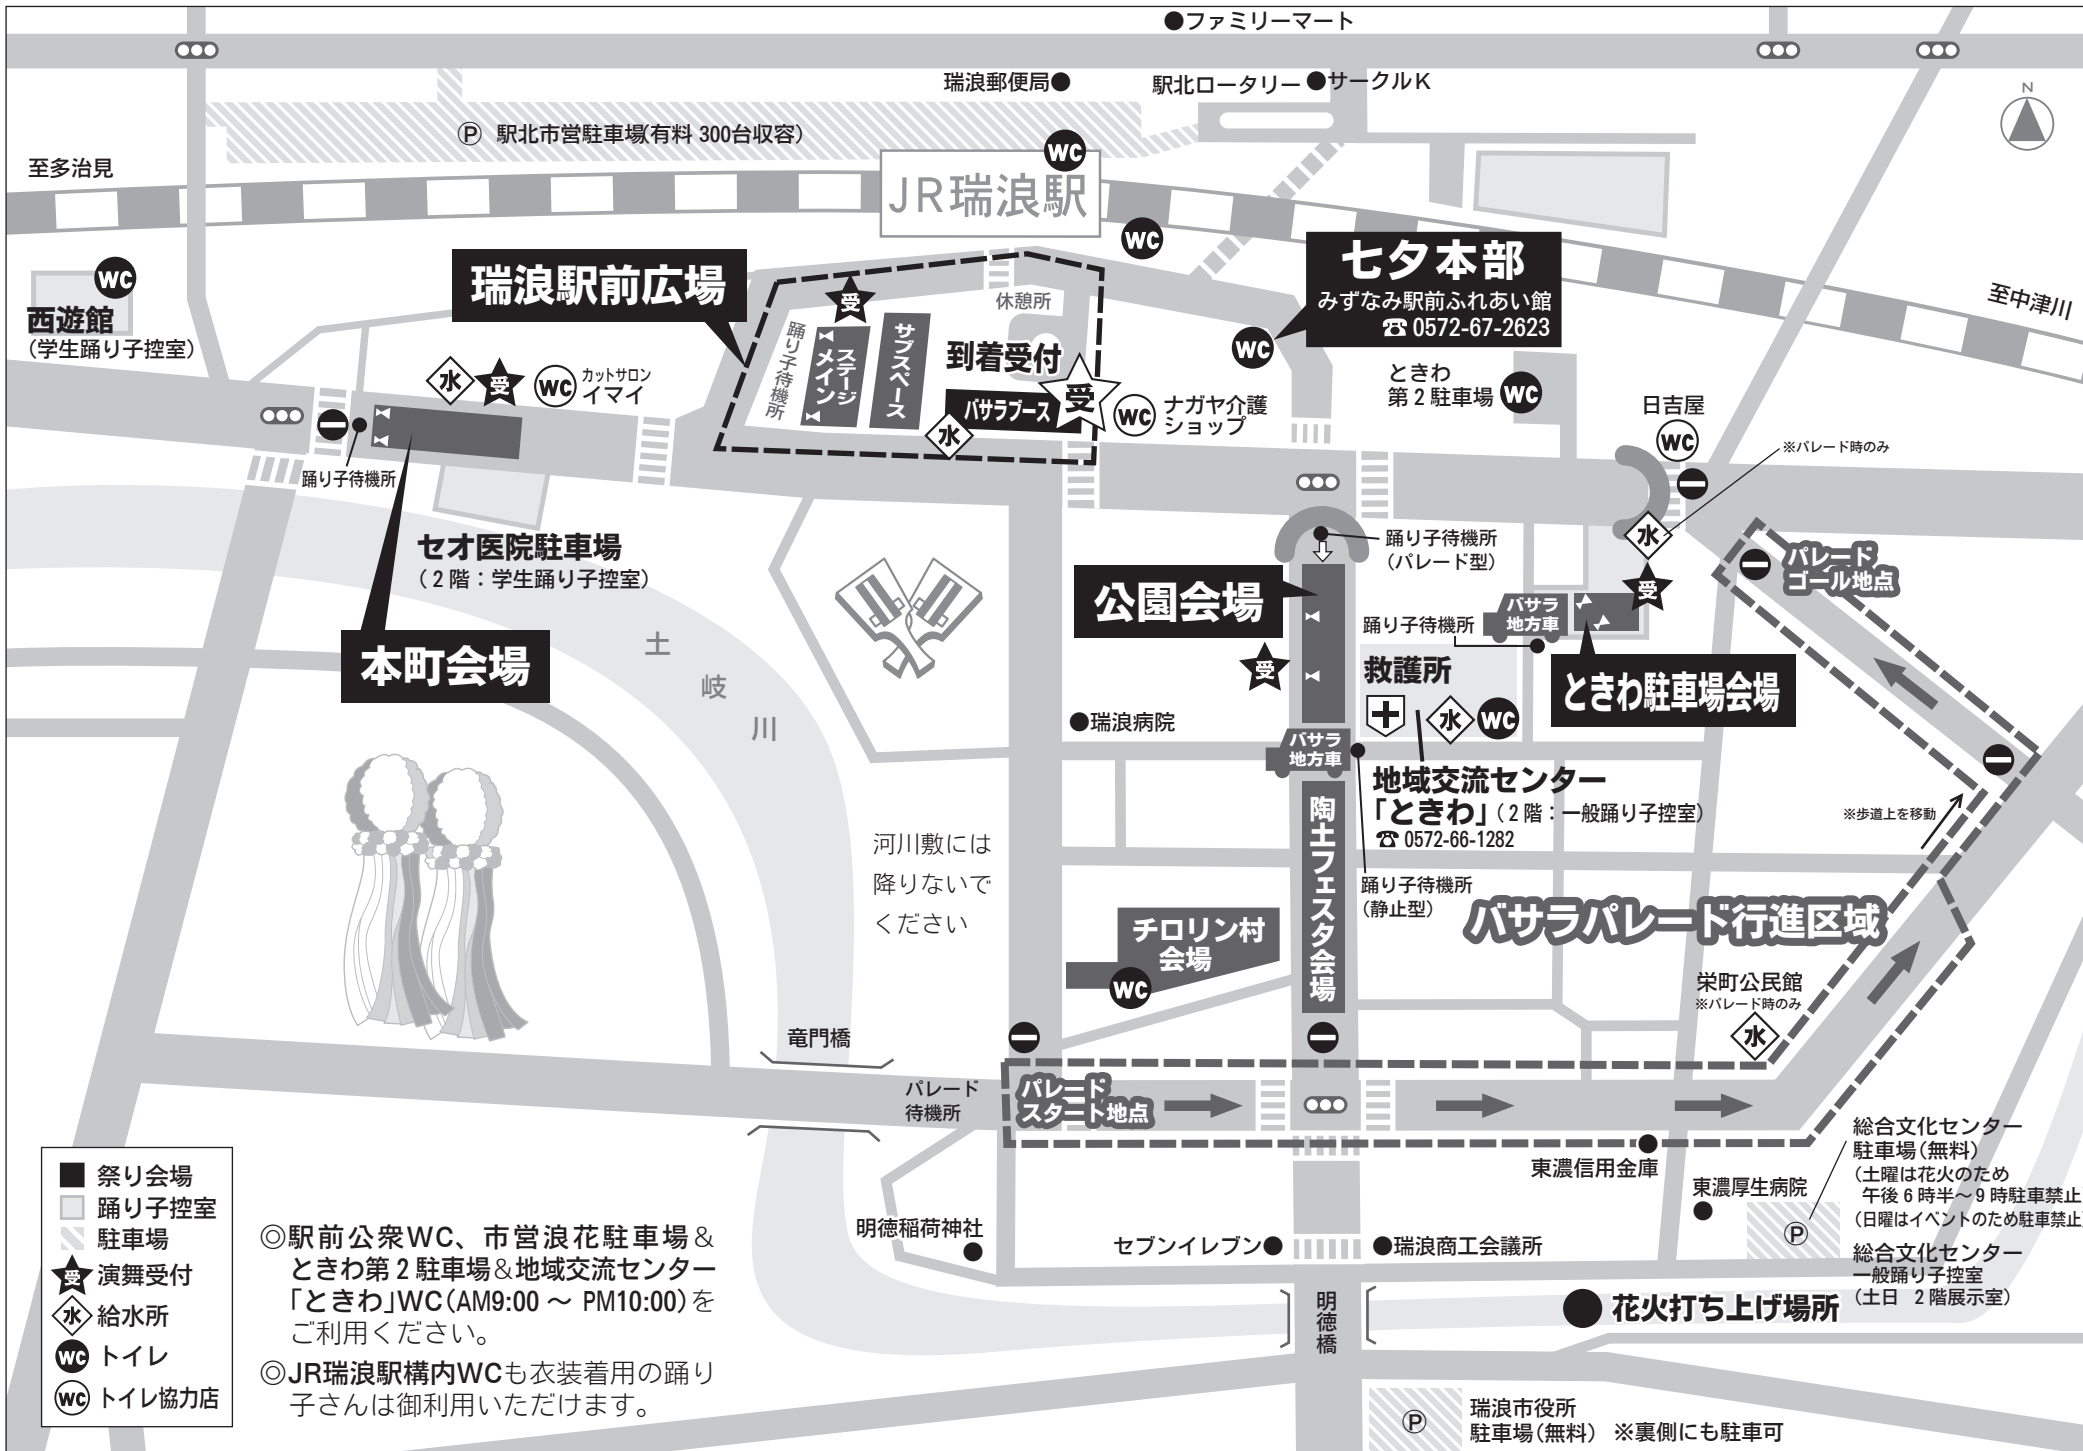 ●ファミリーマート
瑞浪郵便局●
駅北ロータリー
●サークルK
N
Ⓟ 駅北市営駐車場(有料 300台収容)
至多治見
WC
JR瑞浪駅
WC
WC
西遊館
(学生踊り子控室)
瑞浪駅前広場
受
休憩所
踊り子待機所
メイン
ステージ
サブスペース
到着受付
バサラブース
受
水
WC
ナガヤ介護
ショップ
七夕本部
みずなみ駅前ふれあい館
☎ 0572-67-2623
WC
至中津川
ときわ
第2駐車場
WC
日吉屋
WC
※パレード時のみ
水
受
水
受
WC
カットサロン
イマイ
踊り子待機所
セオ医院駐車場
(2階：学生踊り子控室)
本町会場
土
岐
川
踊り子待機所
(パレード型)
公園会場
受
踊り子待機所
バサラ
地方車
ときわ駐車場会場
パレード
ゴール地点
救護所
水
WC
●瑞浪病院
バサラ
地方車
地域交流センター
「ときわ」(2階：一般踊り子控室)
☎ 0572-66-1282
※歩道上を移動
河川敷には
降りないで
ください
陶土フェスタ会場
踊り子待機所
(静止型)
バサラパレード行進区域
チロリン村
会場
WC
栄町公民館
※パレード時のみ
水
竜門橋
パレード
待機所
パレード
スタート地点
東濃信用金庫
東濃厚生病院
総合文化センター
駐車場(無料)
(土曜は花火のため
午後6時半～9時駐車禁止)
(日曜はイベントのため駐車禁止)
Ⓟ
総合文化センター
一般踊り子控室
(土日 2階展示室)
明徳稲荷神社
セブンイレブン●
●瑞浪商工会議所
明徳橋
●花火打ち上げ場所
Ⓟ
瑞浪市役所
駐車場(無料) ※裏側にも駐車可
祭り会場
踊り子控室
駐車場
受 演舞受付
水 給水所
WC トイレ
WC トイレ協力店
◎駅前公衆WC、市営浪花駐車場&
ときわ第2駐車場&地域交流センター
「ときわ」WC(AM9:00 ～ PM10:00)を
ご利用ください。
◎JR瑞浪駅構内WCも衣装着用の踊り
子さんは御利用いただけます。